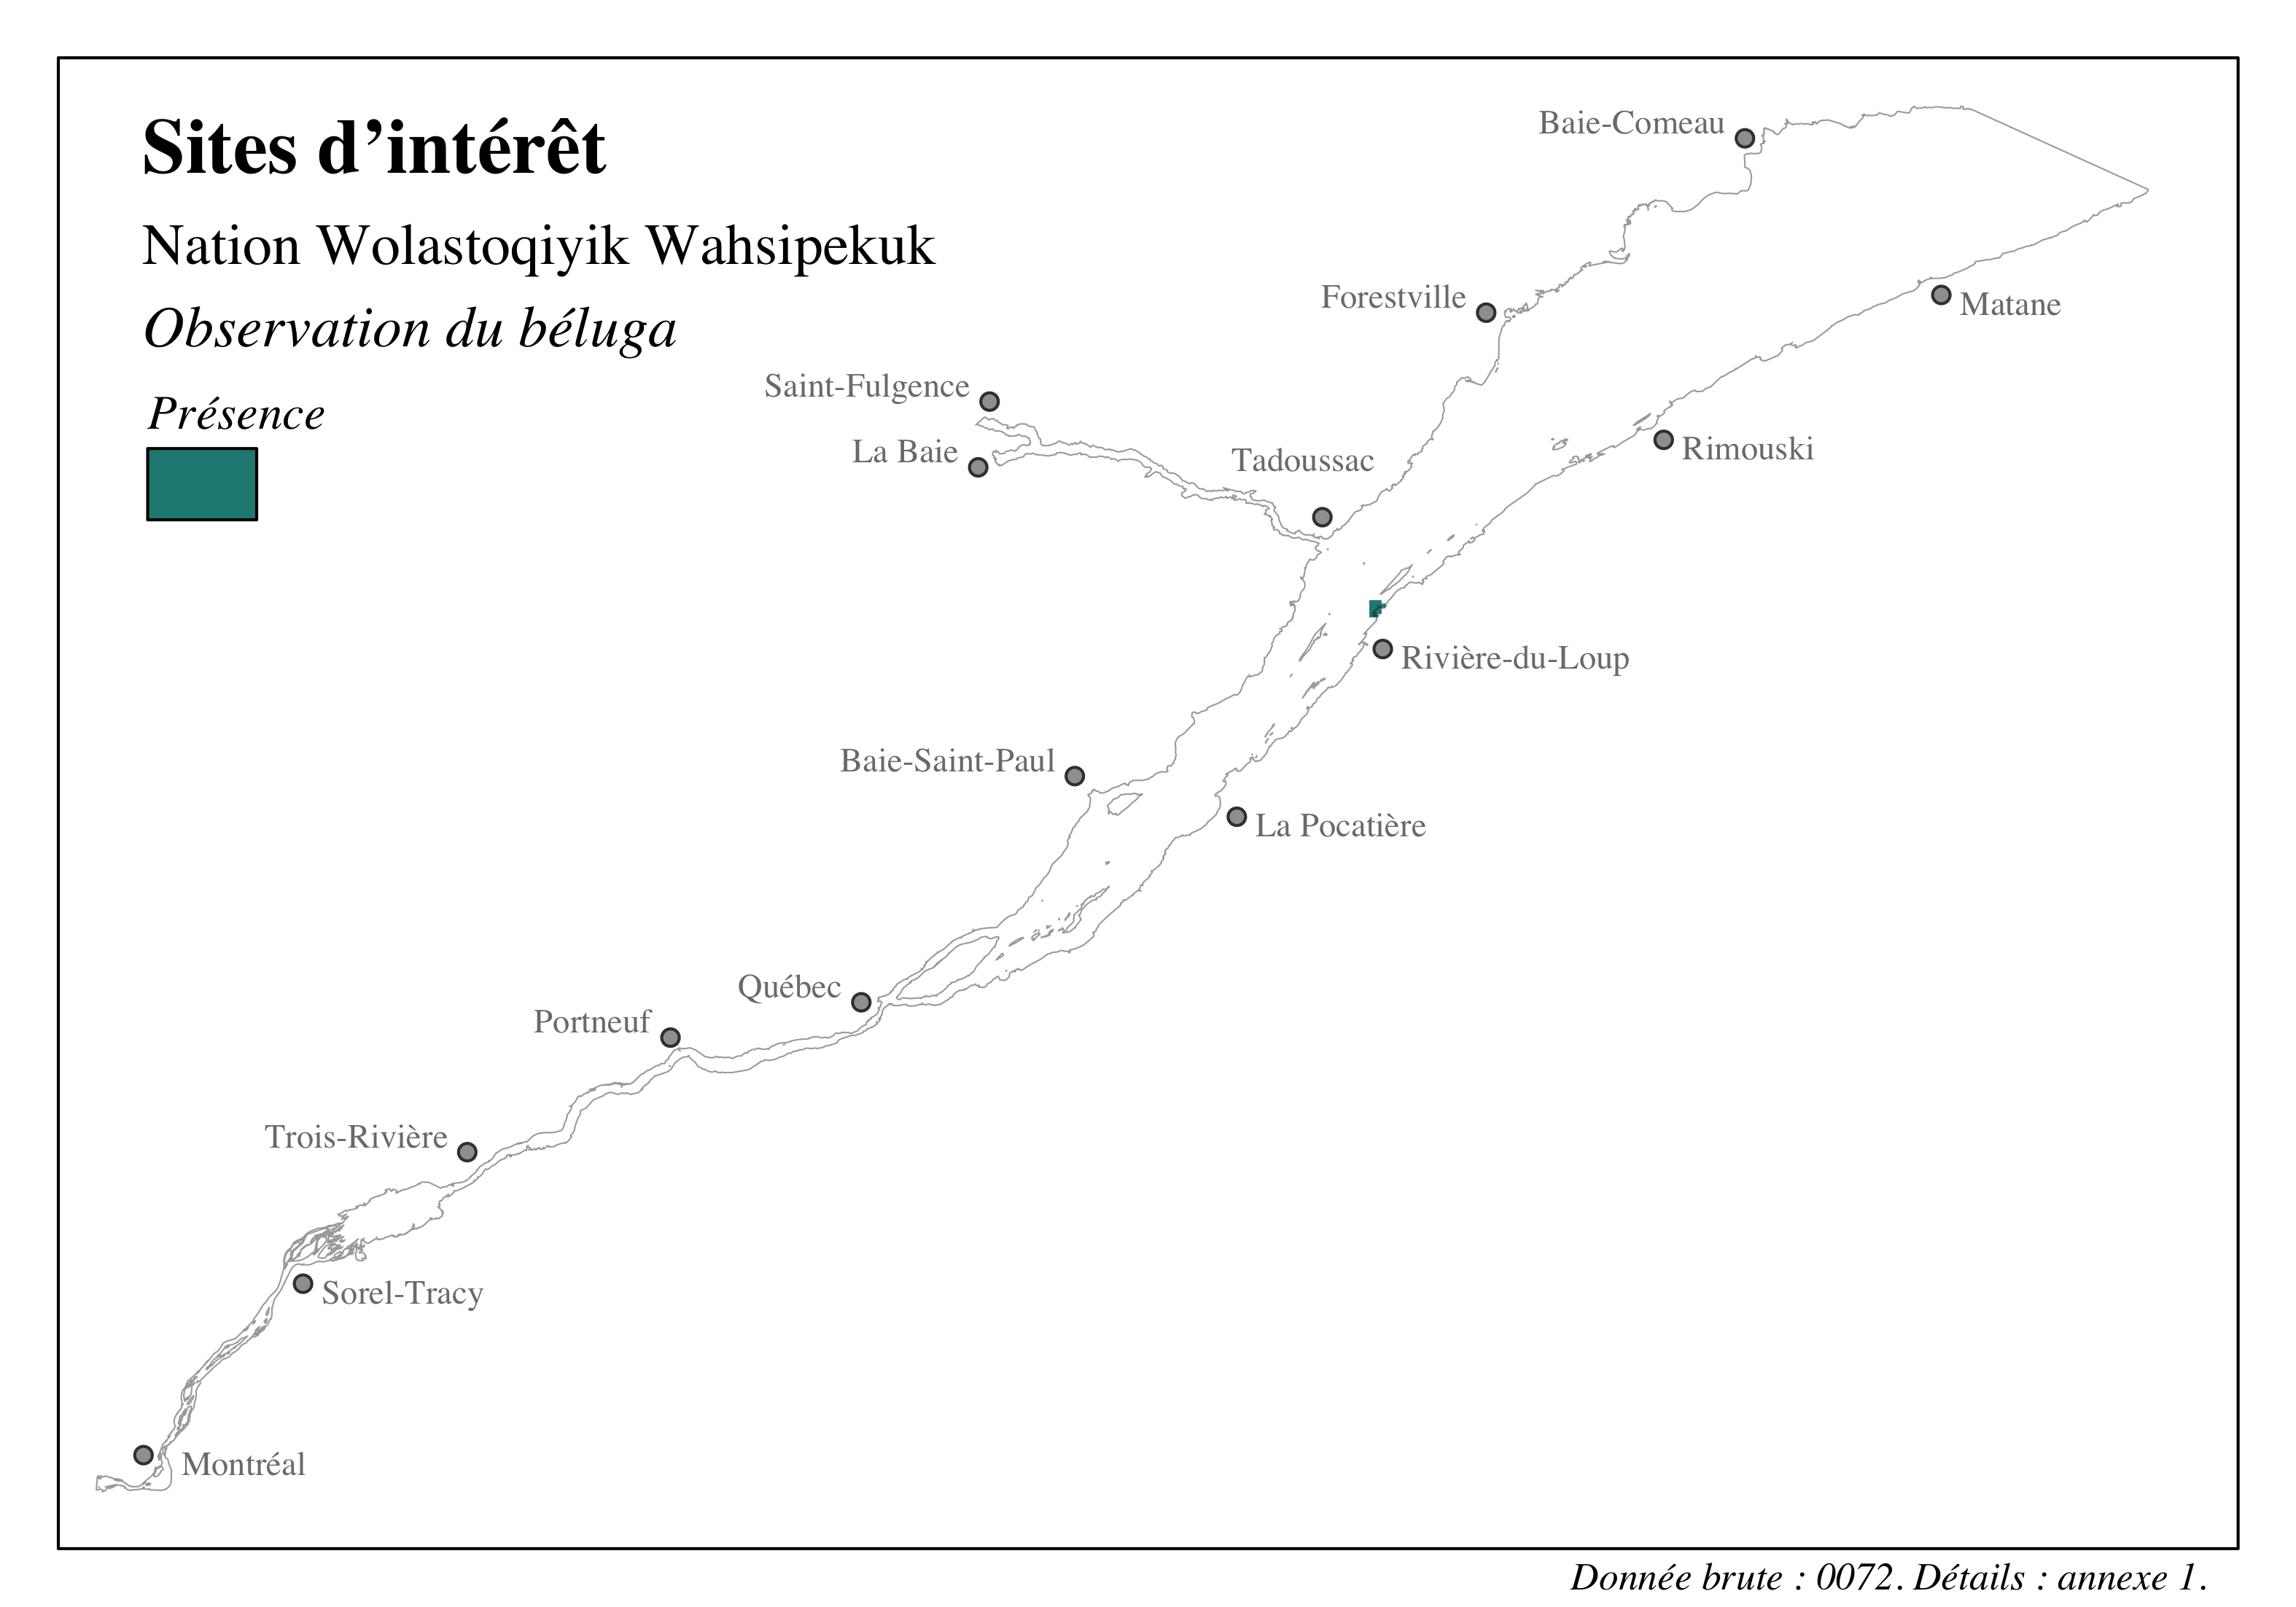 Sites d’intérêt
Nation Wolastoqiyik Wahsipekuk
Observation du béluga
Présence
Baie-Comeau
Forestville
Matane
Saint-Fulgence
La Baie
Tadoussac
Rimouski
Rivière-du-Loup
Baie-Saint-Paul
La Pocatière
Québec
Portneuf
Trois-Rivière
Sorel-Tracy
Montréal
Donnée brute : 0072. Détails : annexe 1.